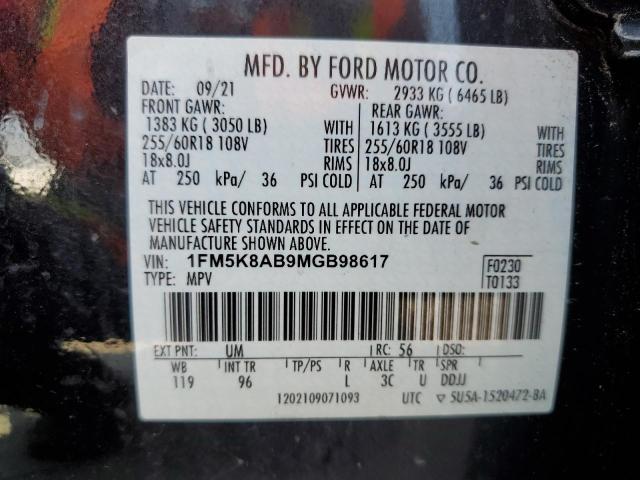 MFD. BY FORD MOTOR CO.
DATE: 09/21 GVWR: 2933 KG ( 6465 LB)
FRONT GAWR: REAR GAWR:
1383 KG ( 3050 LB) WITH 1613 KG ( 3555 LB) WITH
255/60R18 108V TIRES 255/60R18 108V TIRES
18x8.0J RIMS 18x8.0J RIMS
AT 250 kPa/ 36 PSI COLD AT 250 kPa/ 36 PSI COLD
THIS VEHICLE CONFORMS TO ALL APPLICABLE FEDERAL MOTOR
VEHICLE SAFETY STANDARDS IN EFFECT ON THE DATE OF
MANUFACTURE SHOWN ABOVE.
VIN: 1FM5K8AB9MGB98617 F0230
TYPE: MPV T0133
EXT PNT: UM RC: 56 DSO:
WB INT TR TP/PS R AXLE TR SPR
119 96 L 3C U DDJJ
1202109071093 UTC ▽ 5U5A-1520472-BA